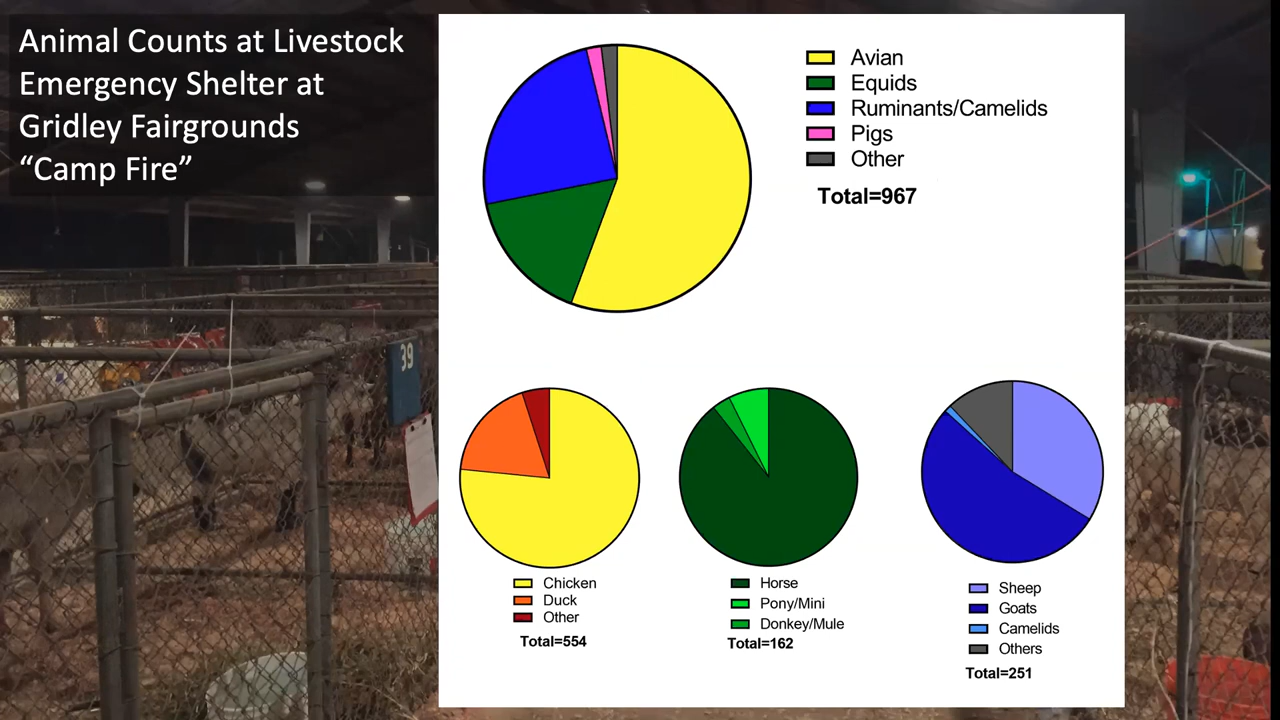 Animal Counts at Livestock
Emergency Shelter at
Gridley Fairgrounds
“Camp Fire”
Avian
Equids
Ruminants/Camelids
Pigs
Other
Total=967
39
Chicken
Duck
Other
Total=554
Horse
Pony/Mini
Donkey/Mule
Total=162
Sheep
Goats
Camelids
Others
Total=251